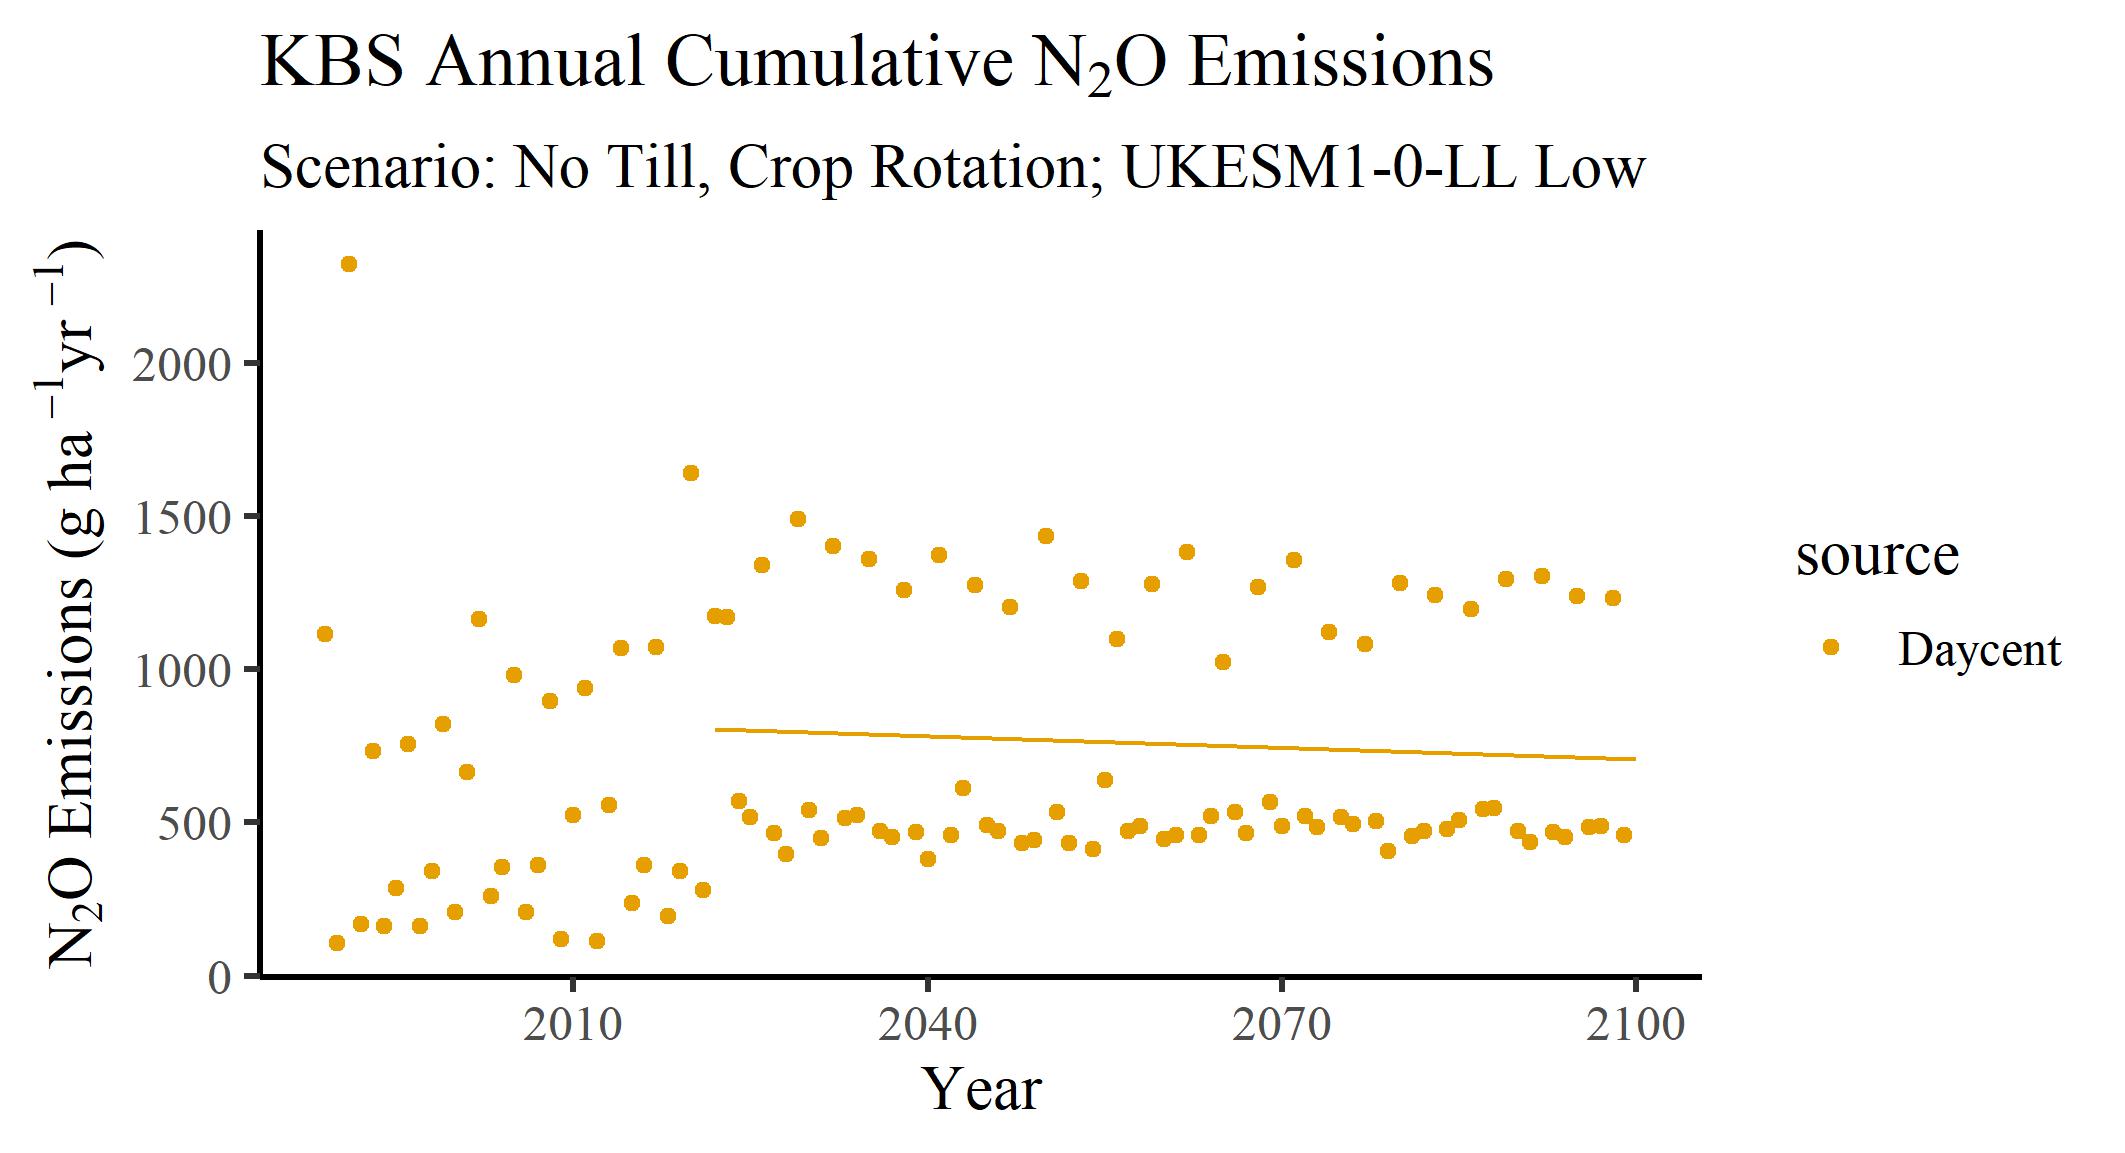 KBS Annual Cumulative N₂O Emissions
Scenario: No Till, Crop Rotation; UKESM1-0-LL Low
N₂O Emissions (g ha⁻¹yr⁻¹)
2000
1500
1000
500
0
2010 2040 2070 2100
Year
source
Daycent